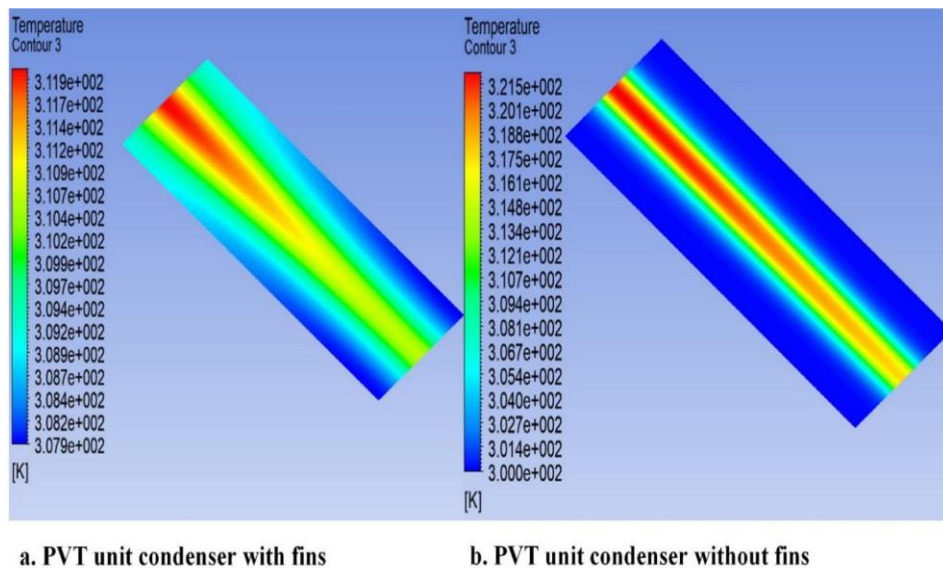 Temperature
Contour 3
3.119e+002
3.117e+002
3.114e+002
3.112e+002
3.109e+002
3.107e+002
3.104e+002
3.102e+002
3.099e+002
3.097e+002
3.094e+002
3.092e+002
3.089e+002
3.087e+002
3.084e+002
3.082e+002
3.079e+002
[K]
Temperature
Contour 3
3.215e+002
3.201e+002
3.188e+002
3.175e+002
3.161e+002
3.148e+002
3.134e+002
3.121e+002
3.107e+002
3.094e+002
3.081e+002
3.067e+002
3.054e+002
3.040e+002
3.027e+002
3.014e+002
3.000e+002
[K]
a. PVT unit condenser with fins
b. PVT unit condenser without fins